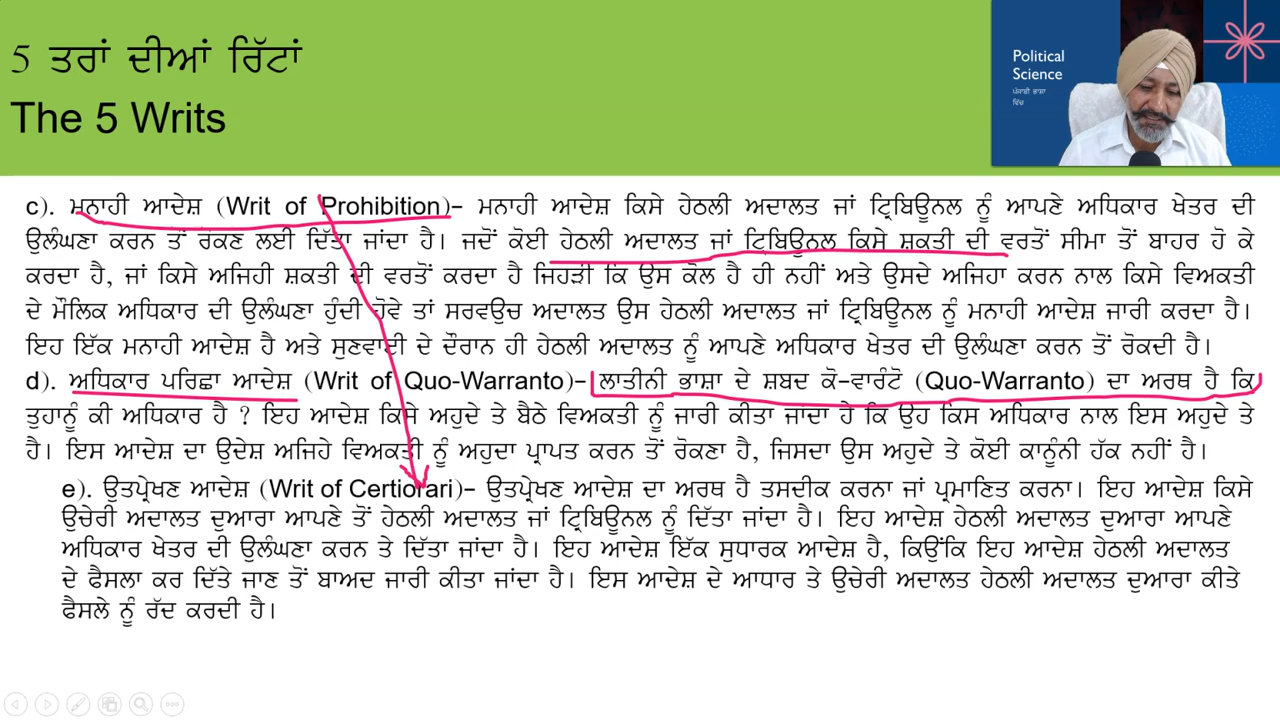 5 ਤਰਾਂ ਦੀਆਂ ਰਿੱਟਾਂ
The 5 Writs
Political
Science
ਪੰਜਾਬੀ ਭਾਸ਼ਾ
ਵਿੱਚ
c). ਮਨਾਹੀ ਆਦੇਸ਼ (Writ of Prohibition)– ਮਨਾਹੀ ਆਦੇਸ਼ ਕਿਸੇ ਹੇਠਲੀ ਅਦਾਲਤ ਜਾਂ ਟ੍ਰਿਬਿਊਨਲ ਨੂੰ ਆਪਣੇ ਅਧਿਕਾਰ ਖੇਤਰ ਦੀ
ਉਲੰਘਣਾ ਕਰਨ ਤੋਂ ਰੋਕਣ ਲਈ ਦਿੱਤਾ ਜਾਂਦਾ ਹੈ। ਜਦੋਂ ਕੋਈ ਹੇਠਲੀ ਅਦਾਲਤ ਜਾਂ ਟ੍ਰਿਬਿਊਨਲ ਕਿਸੇ ਸ਼ਕਤੀ ਦੀ ਵਰਤੋਂ ਸੀਮਾ ਤੋਂ ਬਾਹਰ ਹੋ ਕੇ
ਕਰਦਾ ਹੈ, ਜਾਂ ਕਿਸੇ ਅਜਿਹੀ ਸ਼ਕਤੀ ਦੀ ਵਰਤੋਂ ਕਰਦਾ ਹੈ ਜਿਹੜੀ ਕਿ ਉਸ ਕੋਲ ਹੈ ਹੀ ਨਹੀਂ ਅਤੇ ਉਸਦੇ ਅਜਿਹਾ ਕਰਨ ਨਾਲ ਕਿਸੇ ਵਿਅਕਤੀ
ਦੇ ਮੌਲਿਕ ਅਧਿਕਾਰ ਦੀ ਉਲੰਘਣਾ ਹੁੰਦੀ ਹੋਵੇ ਤਾਂ ਸਰਵਉਚ ਅਦਾਲਤ ਉਸ ਹੇਠਲੀ ਅਦਾਲਤ ਜਾਂ ਟ੍ਰਿਬਿਊਨਲ ਨੂੰ ਮਨਾਹੀ ਆਦੇਸ਼ ਜਾਰੀ ਕਰਦਾ ਹੈ।
ਇਹ ਇੱਕ ਮਨਾਹੀ ਆਦੇਸ਼ ਹੈ ਅਤੇ ਸੁਣਵਾਈ ਦੇ ਦੌਰਾਨ ਹੀ ਹੇਠਲੀ ਅਦਾਲਤ ਨੂੰ ਆਪਣੇ ਅਧਿਕਾਰ ਖੇਤਰ ਦੀ ਉਲੰਘਣਾ ਕਰਨ ਤੋਂ ਰੋਕਦੀ ਹੈ।
d). ਅਧਿਕਾਰ ਪਰਿਛਾ ਆਦੇਸ਼ (Writ of Quo-Warranto)– ਲਾਤੀਨੀ ਭਾਸ਼ਾ ਦੇ ਸ਼ਬਦ ਕੋ-ਵਾਰੰਟੋ (Quo-Warranto) ਦਾ ਅਰਥ ਹੈ ਕਿ
ਤੁਹਾਨੂੰ ਕੀ ਅਧਿਕਾਰ ਹੈ ? ਇਹ ਆਦੇਸ਼ ਕਿਸੇ ਅਹੁਦੇ ਤੇ ਬੈਠੇ ਵਿਅਕਤੀ ਨੂੰ ਜਾਰੀ ਕੀਤਾ ਜਾਂਦਾ ਹੈ ਕਿ ਉਹ ਕਿਸ ਅਧਿਕਾਰ ਨਾਲ ਇਸ ਅਹੁਦੇ ਤੇ
ਹੈ। ਇਸ ਆਦੇਸ਼ ਦਾ ਉਦੇਸ਼ ਅਜਿਹੇ ਵਿਅਕਤੀ ਨੂੰ ਅਹੁਦਾ ਪ੍ਰਾਪਤ ਕਰਨ ਤੋਂ ਰੋਕਣਾ ਹੈ, ਜਿਸਦਾ ਉਸ ਅਹੁਦੇ ਤੇ ਕੋਈ ਕਾਨੂੰਨੀ ਹੱਕ ਨਹੀਂ ਹੈ।
e). ਉਤਪ੍ਰੇਖਣ ਆਦੇਸ਼ (Writ of Certiorari)– ਉਤਪ੍ਰੇਖਣ ਆਦੇਸ਼ ਦਾ ਅਰਥ ਹੈ ਤਸਦੀਕ ਕਰਨਾ ਜਾਂ ਪ੍ਰਮਾਣਿਤ ਕਰਨਾ। ਇਹ ਆਦੇਸ਼ ਕਿਸੇ
ਉਚੇਰੀ ਅਦਾਲਤ ਦੁਆਰਾ ਆਪਣੇ ਤੋਂ ਹੇਠਲੀ ਅਦਾਲਤ ਜਾਂ ਟ੍ਰਿਬਿਊਨਲ ਨੂੰ ਦਿੱਤਾ ਜਾਂਦਾ ਹੈ। ਇਹ ਆਦੇਸ਼ ਹੇਠਲੀ ਅਦਾਲਤ ਦੁਆਰਾ ਆਪਣੇ
ਅਧਿਕਾਰ ਖੇਤਰ ਦੀ ਉਲੰਘਣਾ ਕਰਨ ਤੇ ਦਿੱਤਾ ਜਾਂਦਾ ਹੈ। ਇਹ ਆਦੇਸ਼ ਇੱਕ ਸੁਧਾਰਕ ਆਦੇਸ਼ ਹੈ, ਕਿਉਂਕਿ ਇਹ ਆਦੇਸ਼ ਹੇਠਲੀ ਅਦਾਲਤ
ਦੇ ਫੈਸਲਾ ਕਰ ਦਿੱਤੇ ਜਾਣ ਤੋਂ ਬਾਅਦ ਜਾਰੀ ਕੀਤਾ ਜਾਂਦਾ ਹੈ। ਇਸ ਆਦੇਸ਼ ਦੇ ਆਧਾਰ ਤੇ ਉਚੇਰੀ ਅਦਾਲਤ ਹੇਠਲੀ ਅਦਾਲਤ ਦੁਆਰਾ ਕੀਤੇ
ਫੈਸਲੇ ਨੂੰ ਰੱਦ ਕਰਦੀ ਹੈ।